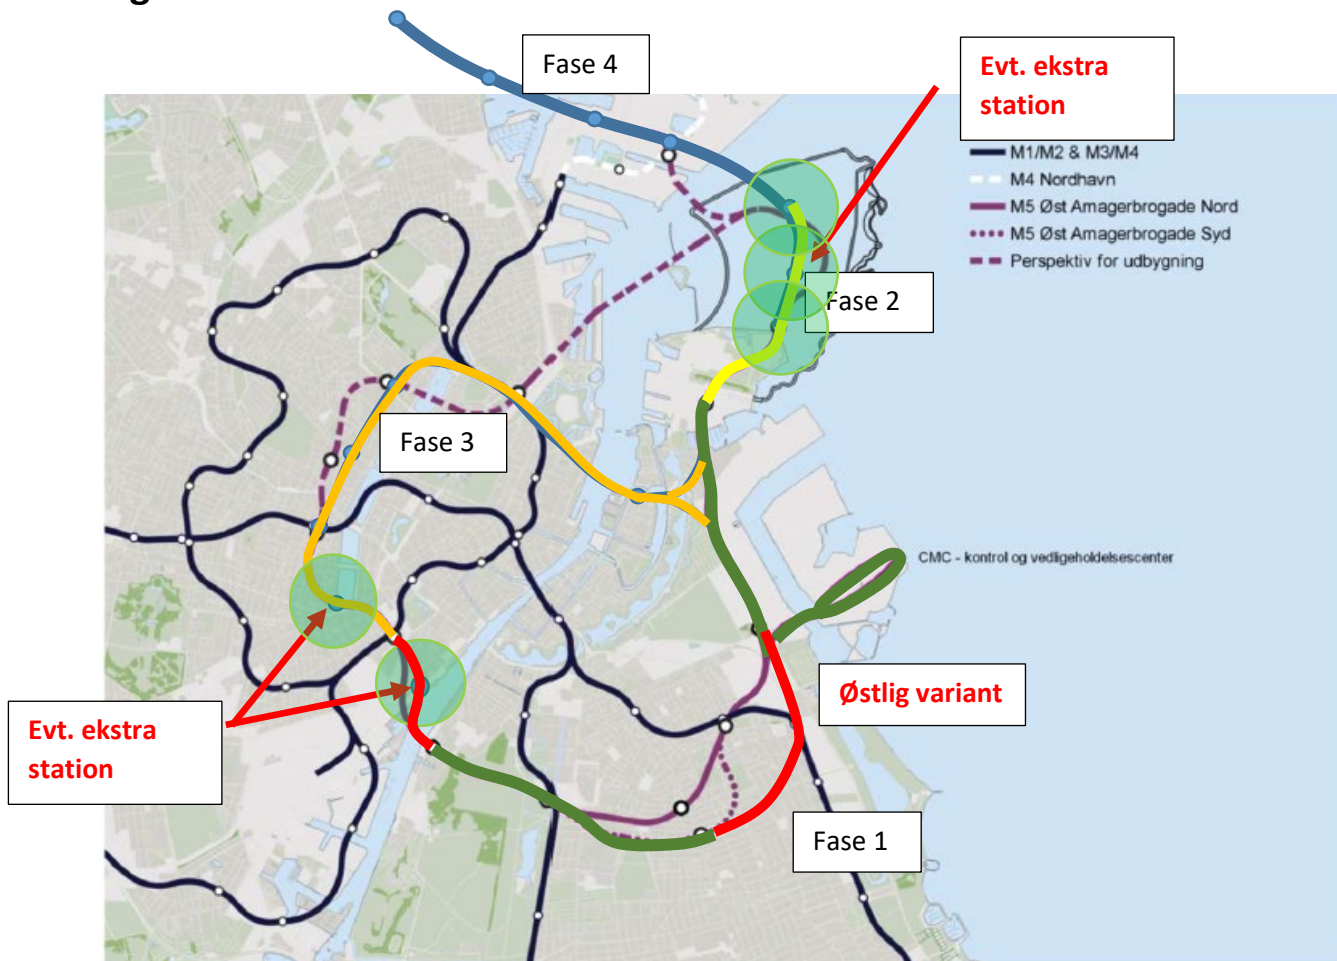 Fase 4
Evt. ekstra
station
M1/M2 & M3/M4
M4 Nordhavn
M5 Øst Amagerbrogade Nord
M5 Øst Amagerbrogade Syd
Perspektiv for udbygning
Fase 2
Fase 3
CMC - kontrol og vedligeholdelsescenter
Østlig variant
Evt. ekstra
station
Fase 1